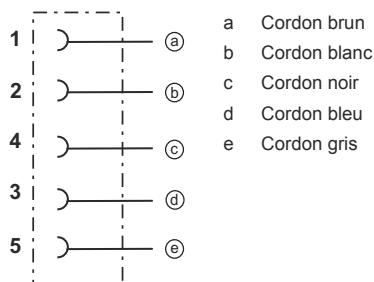 1 a
2 b
4 c
3 d
5 e
a Cordon brun
b Cordon blanc
c Cordon noir
d Cordon bleu
e Cordon gris